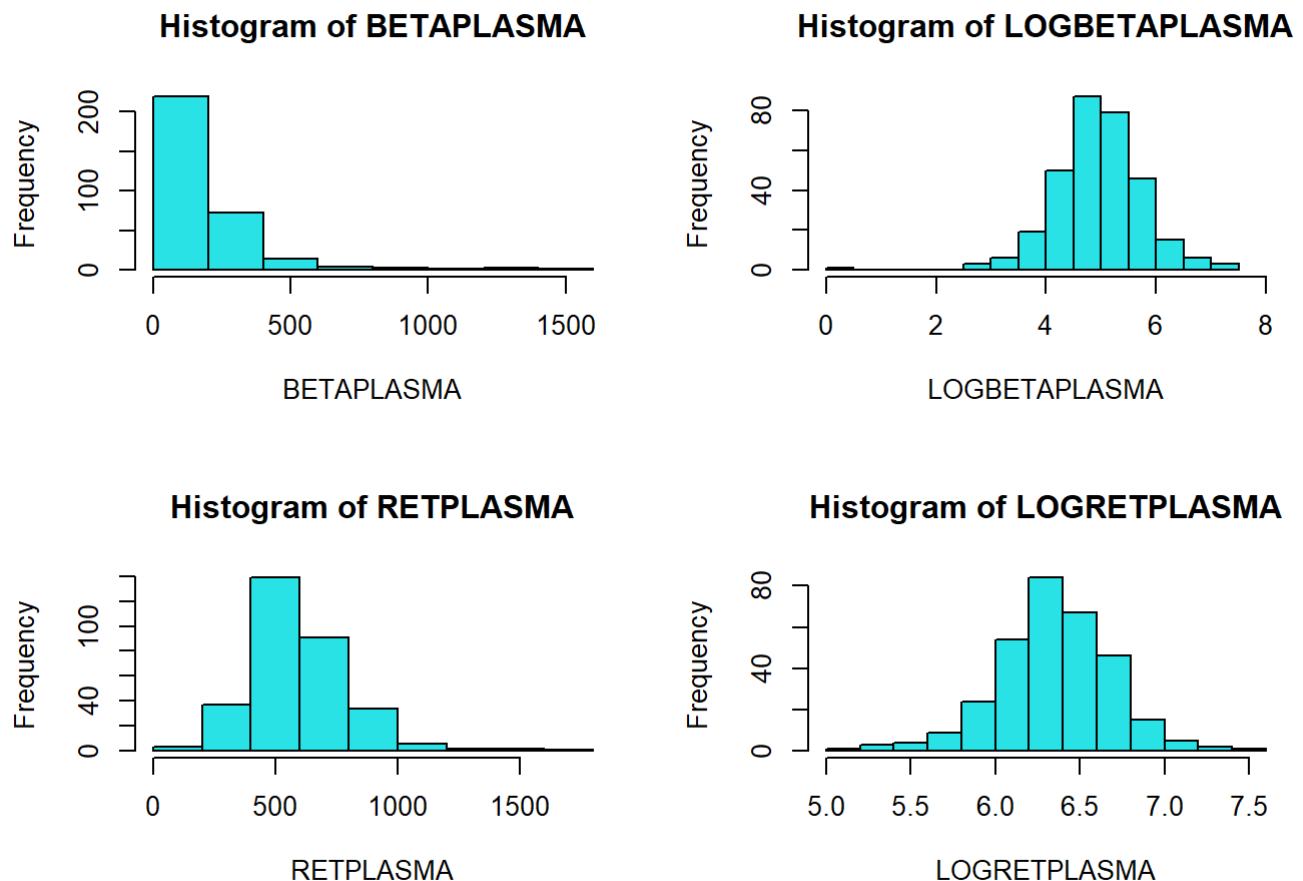 Histogram of BETAPLASMA
Frequency
200
100
0
0 500 1000 1500
BETAPLASMA
Histogram of LOGBETAPLASMA
Frequency
80
40
0
0 2 4 6 8
LOGBETAPLASMA
Histogram of RETPLASMA
Frequency
100
40
0
0 500 1000 1500
RETPLASMA
Histogram of LOGRETPLASMA
Frequency
80
40
0
5.0 5.5 6.0 6.5 7.0 7.5
LOGRETPLASMA